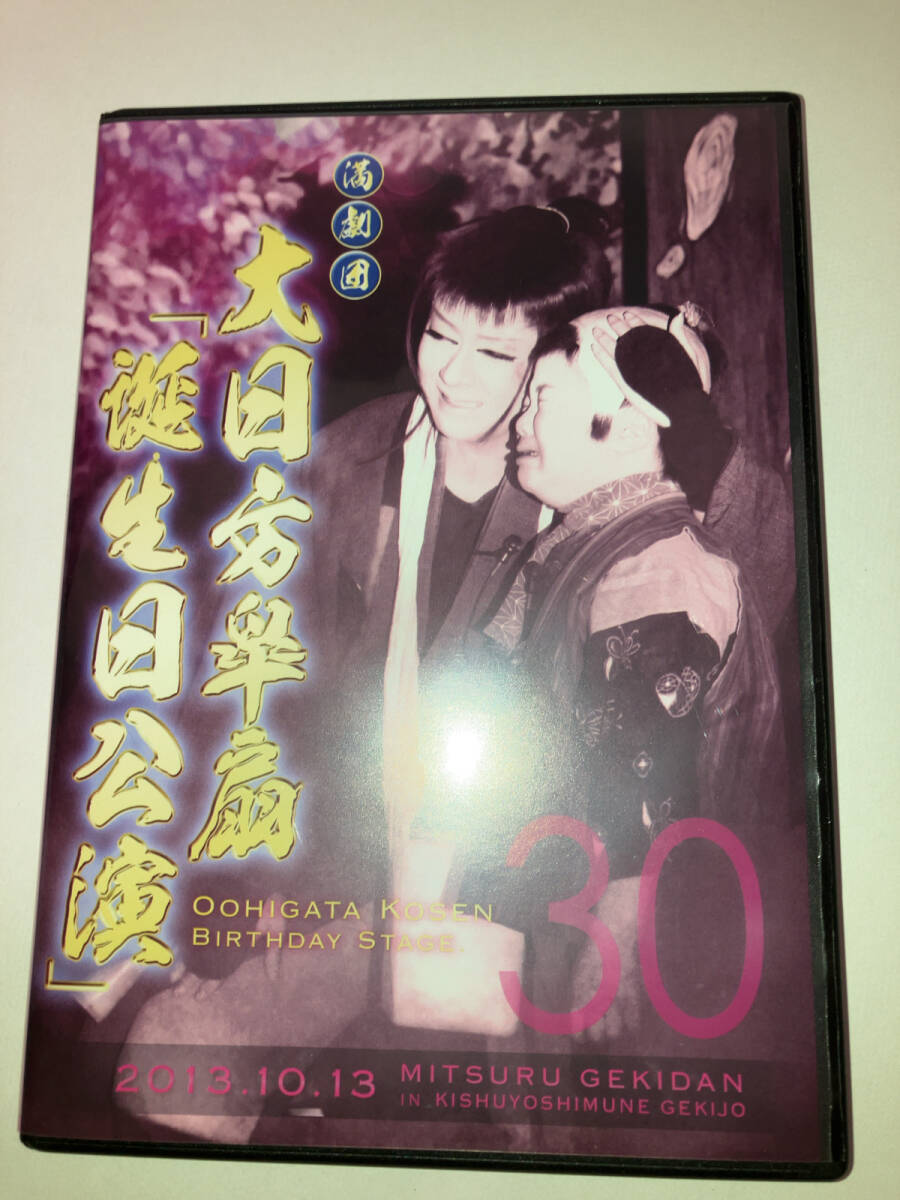 満劇団
大日方皐扇
「誕生日公演」
OOHIGATA KOSEN
BIRTHDAY STAGE
30
2013.10.13
MITSURU GEKIDAN
IN KISHUYOSHIMUNE GEKIJO